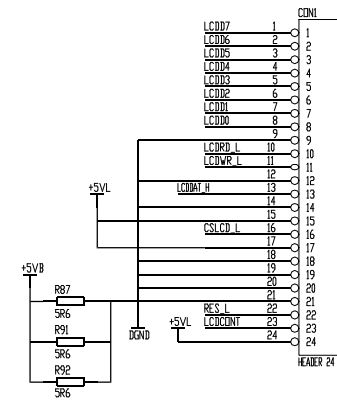 CON1
LCDD7 1 1
LCDD6 2 2
LCDD5 3 3
LCDD4 4 4
LCDD3 5 5
LCDD2 6 6
LCDD1 7 7
LCDD0 8 8
9 9
LCDRD_L 10 10
LCDWR_L 11 11
12 12
+5VL LCDDAT_H 13 13
14 14
15 15
CSLCD_L 16 16
17 17
18 18
+5VB 19 19
20 20
R87 21 21
5R6 RES_L 22 22
DGND +5VL LCDCONT 23 23
R91 24 24
5R6 HEADER 24
R92
5R6